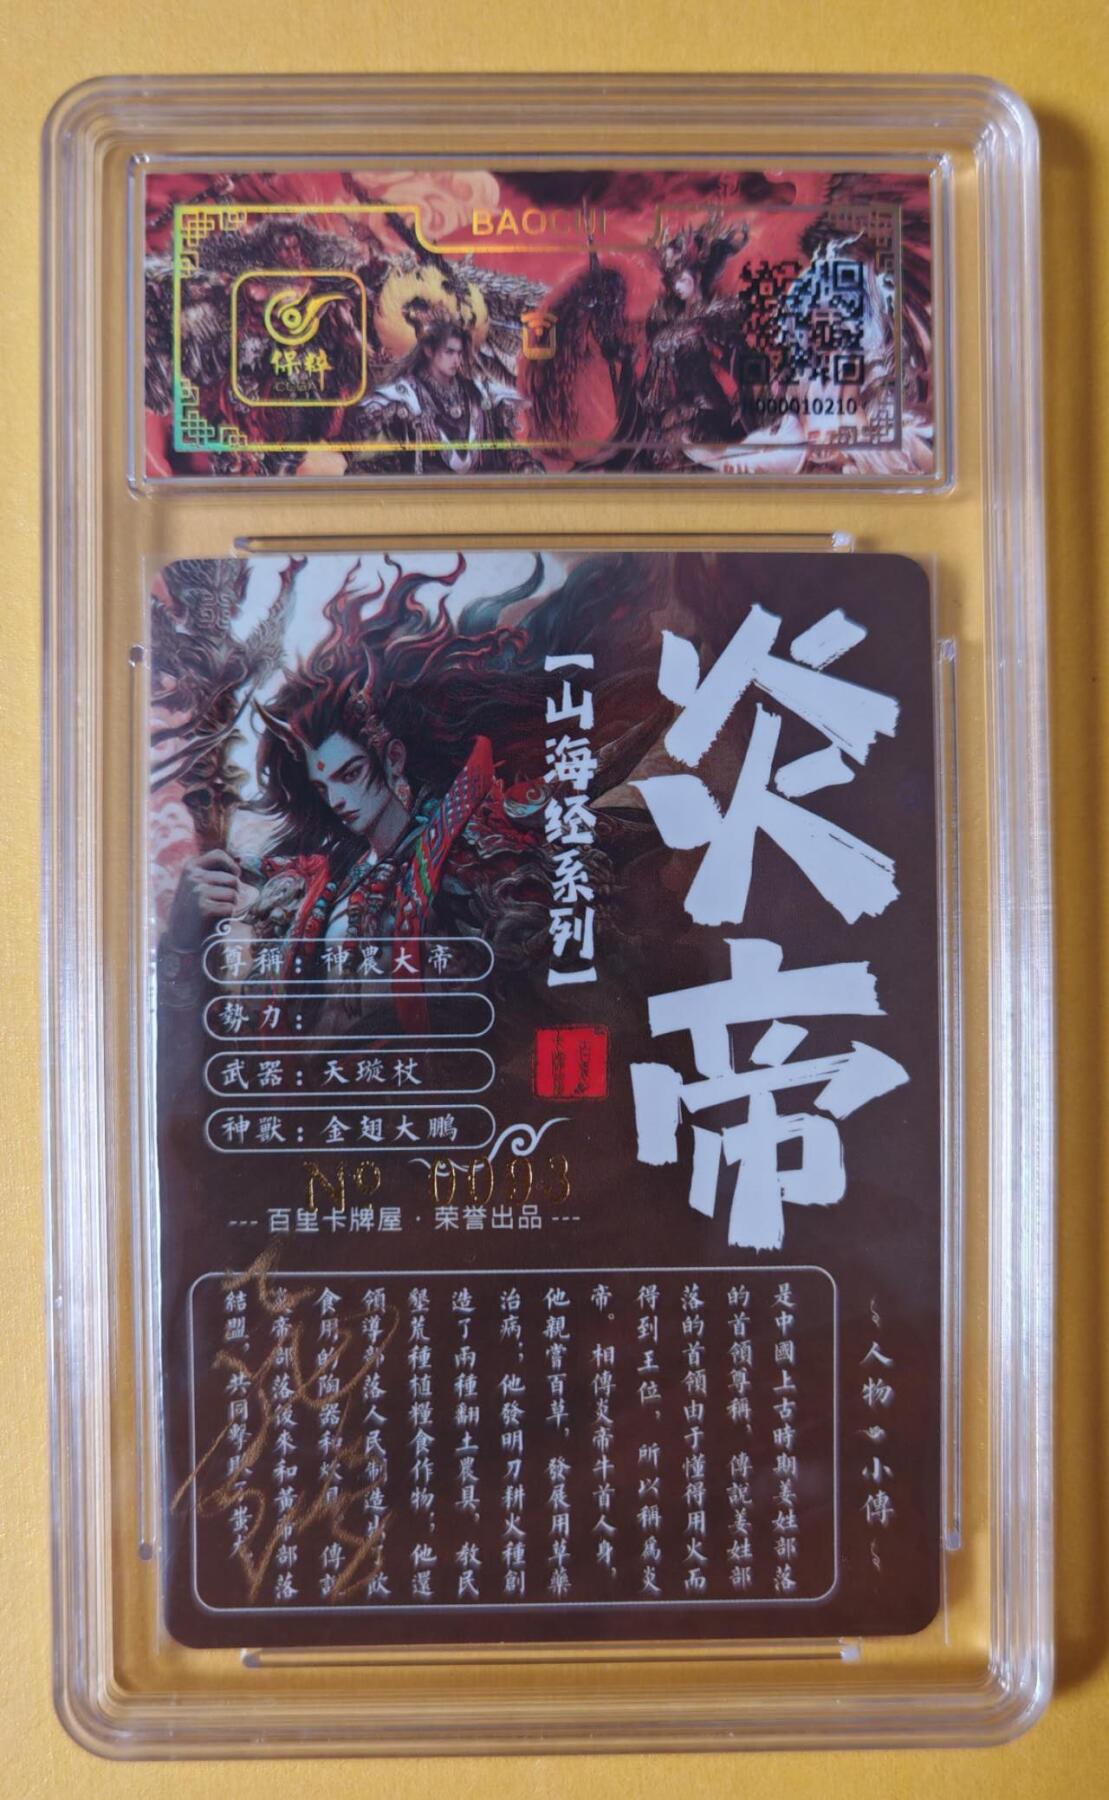 BAOCUI
保粹
000010210
炎帝
【山海经系列】
尊稱：神農大帝
勢力：
武器：天璇杖
神獸：金翅大鵬
Nº 0093
--- 百里卡牌屋 · 荣誉出品 ---
人物小傳
是中國上古時期姜姓部落
的首領尊稱，傳説姜姓部
落的首領由于懂得用火而
得到王位，所以稱爲炎
帝。相傳炎帝牛首人身，
他親嘗百草，發展用草藥
治病；他發明刀耕火種創
造了兩種翻土農具，教民
墾荒種植糧食作物；他還
領導部落人民制造出了飲
食用的陶器和炊具。傳説
炎帝部落後來和黃帝部落
結盟，共同擊敗